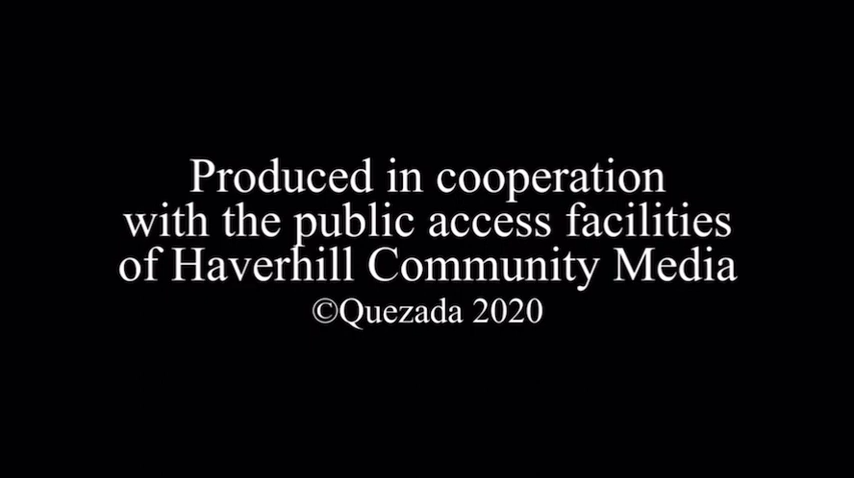 Produced in cooperation
with the public access facilities
of Haverhill Community Media
©Quezada 2020